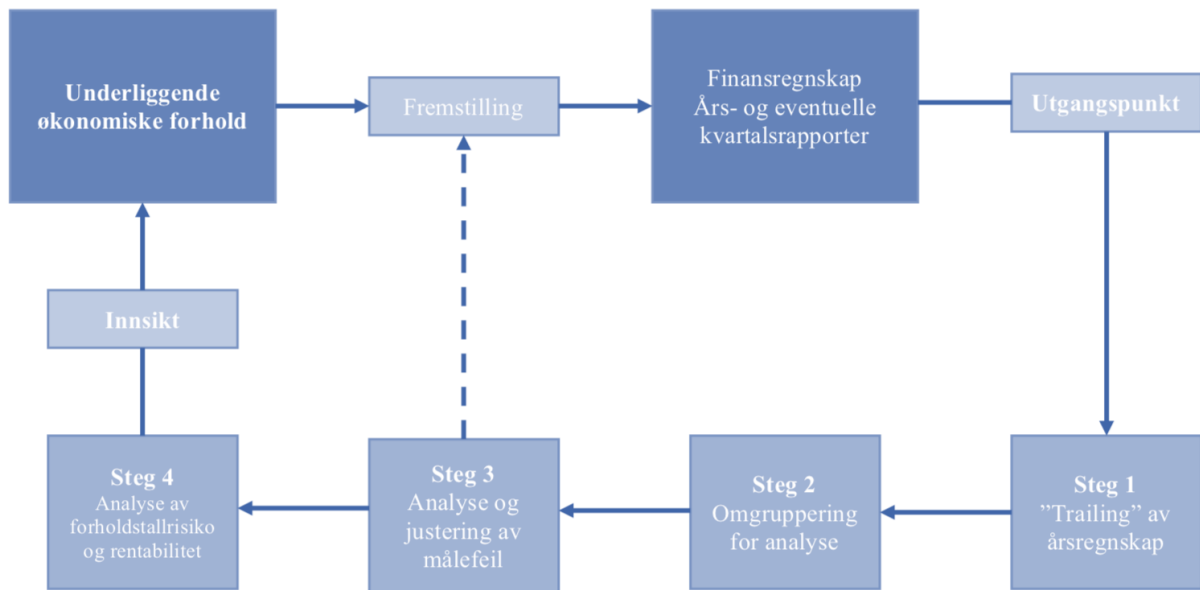 Underliggende
økonomiske forhold
Fremstilling
Finansregnskap
Års- og eventuelle
kvartalsrapporter
Utgangspunkt
Innsikt
Steg 4
Analyse av
forholdstallrisiko
og rentabilitet
Steg 3
Analyse og
justering av
målefeil
Steg 2
Omgruppering
for analyse
Steg 1
”Trailing” av
årsregnskap